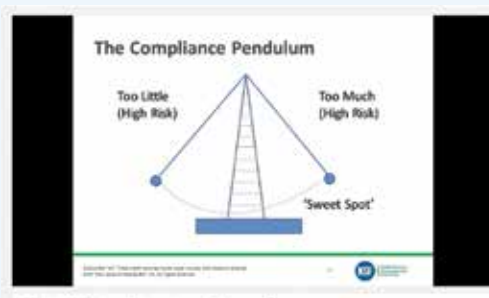 The Compliance Pendulum
Too Little
(High Risk)
Too Much
(High Risk)
'Sweet Spot'